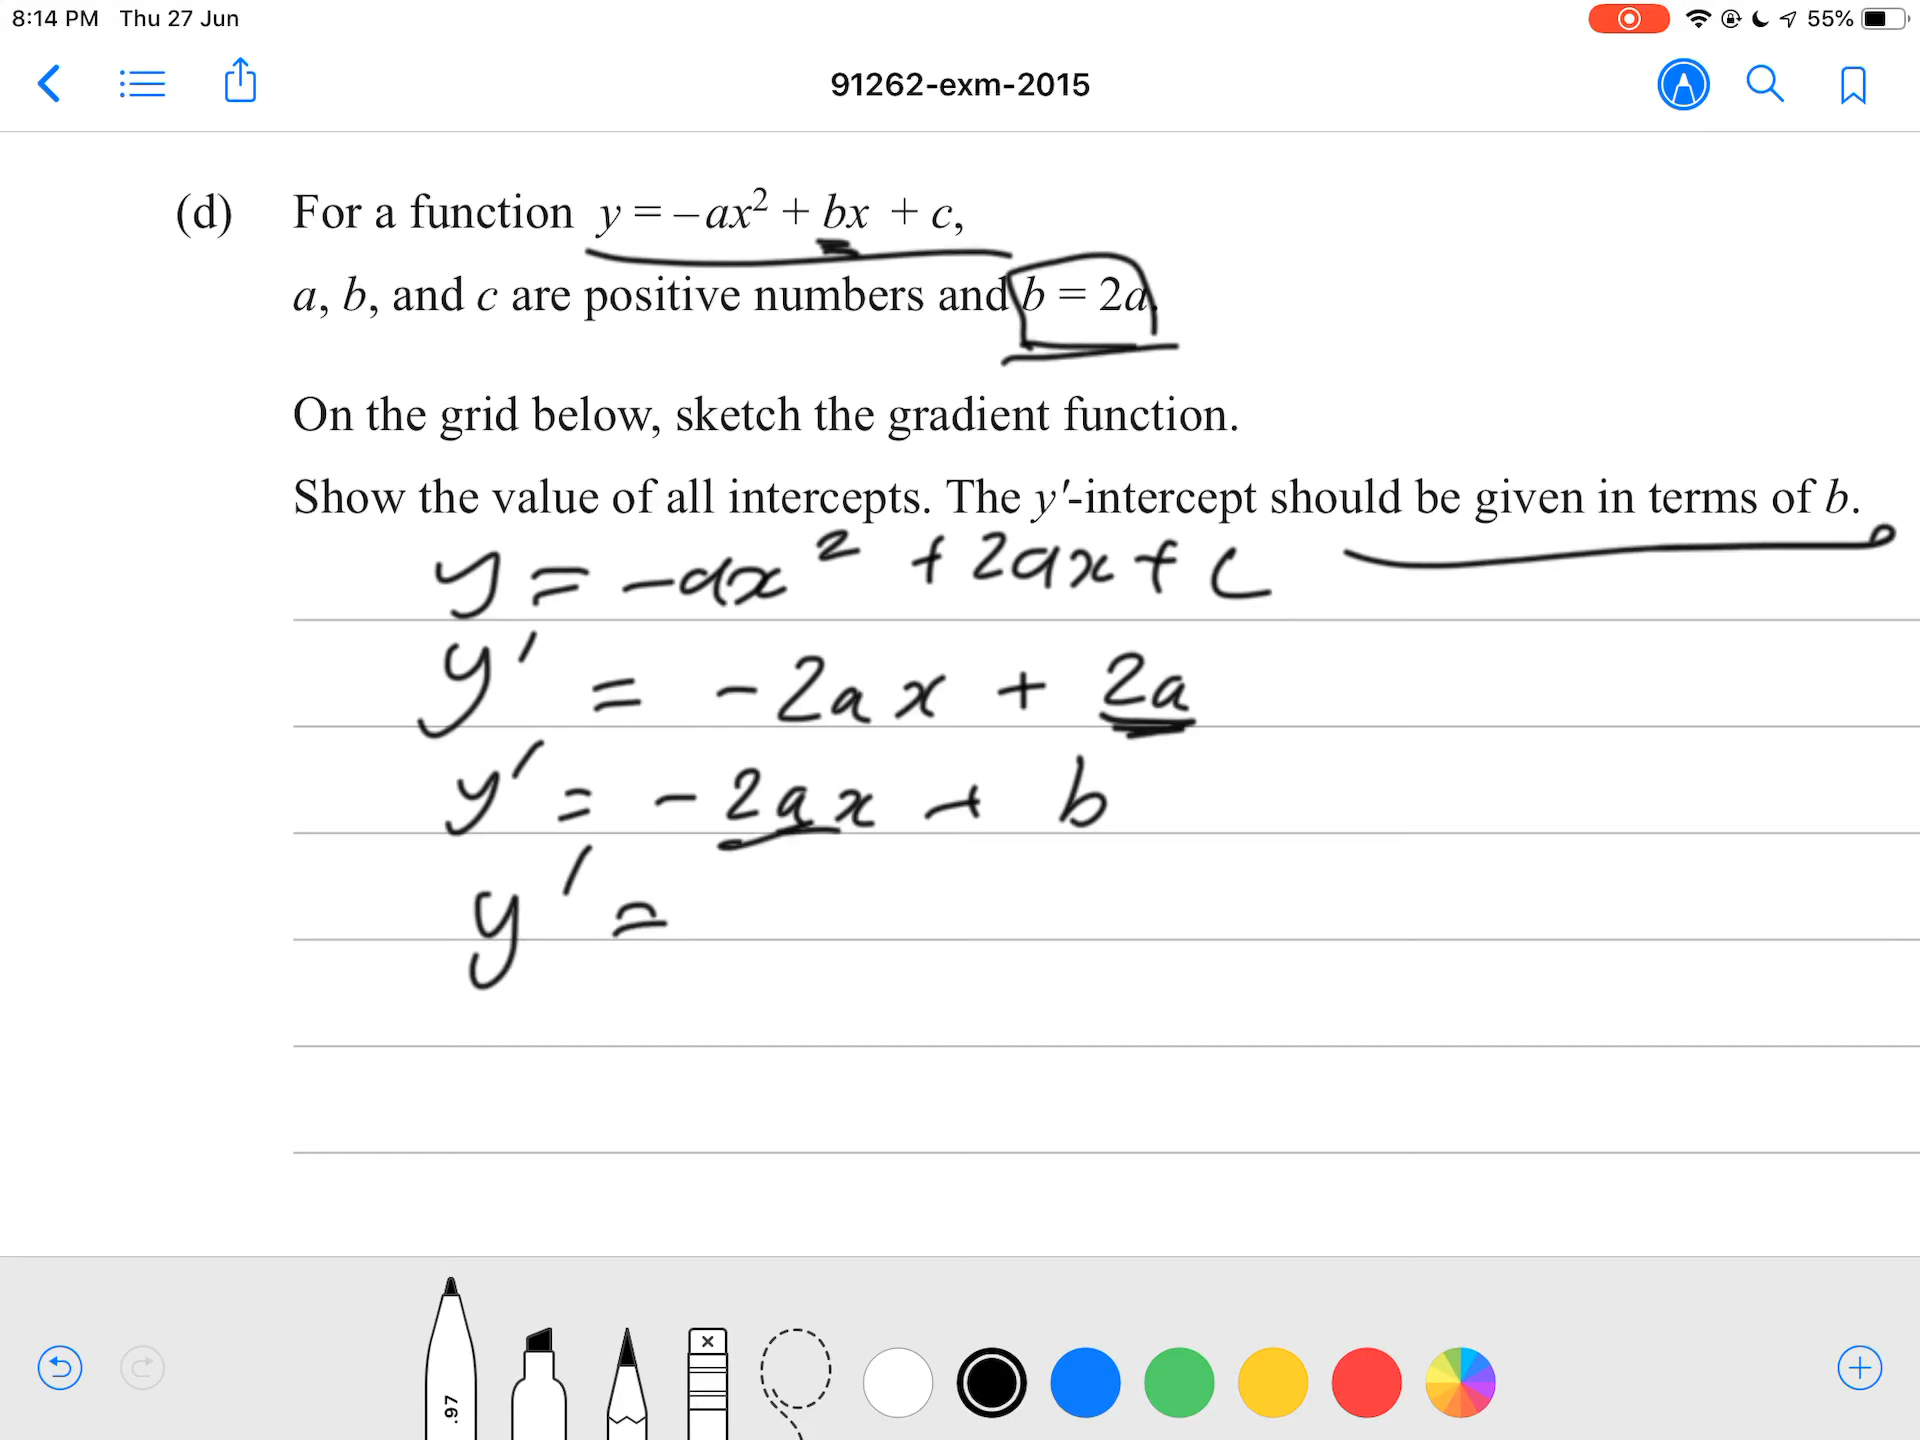 8:14 PM Thu 27 Jun 55%
91262-exm-2015
(d) For a function y = –ax² + bx + c,
a, b, and c are positive numbers and b = 2a.
On the grid below, sketch the gradient function.
Show the value of all intercepts. The y′-intercept should be given in terms of b.
y = -ax² + 2ax + c
y' = -2ax + 2a
y' = -2ax + b
y' =
.97